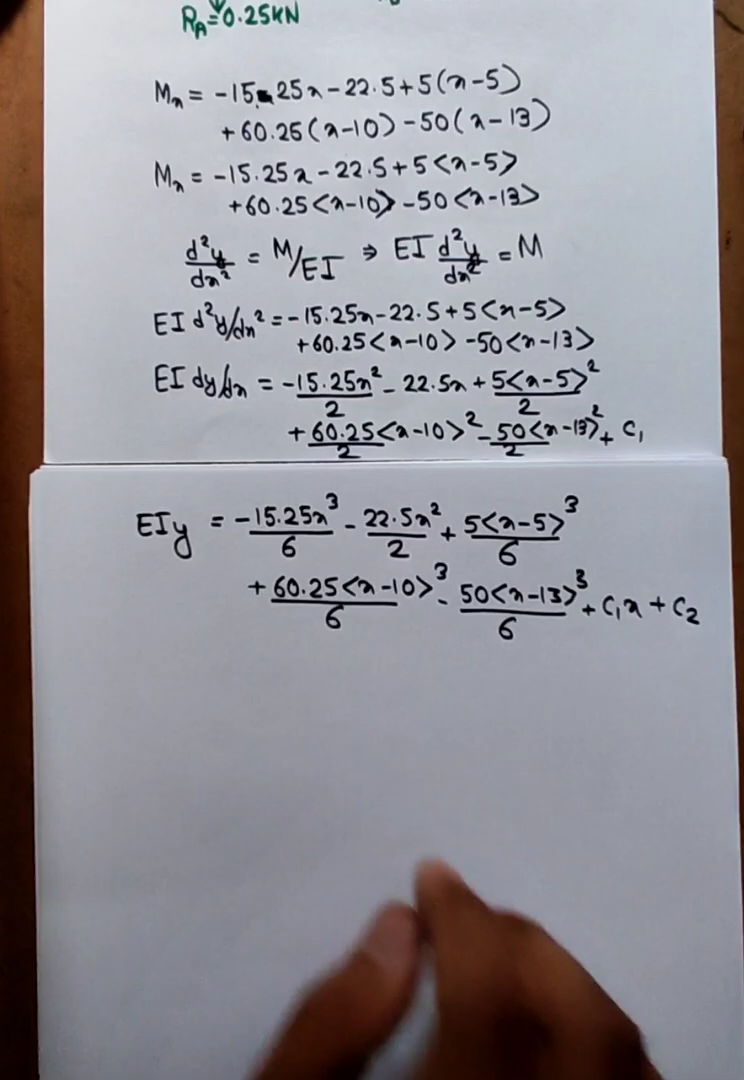 R_A=0.25KN
M_x = -15.25x-22.5+5(x-5)
+60.25(x-10)-50(x-13)
M_x = -15.25x-22.5+5<x-5>
+60.25<x-10>-50<x-13>
d²y/dx² = M/EI ⇒ EI d²y/dx² = M
EI d²y/dx² = -15.25x-22.5+5<x-5>
+60.25<x-10>-50<x-13>
EI dy/dx = -15.25x²/2 - 22.5x + 5<x-5>²/2
+60.25/2<x-10>² - 50/2<x-13>² + C₁
EIy = -15.25x³/6 - 22.5x²/2 + 5<x-5>³/6
+ 60.25<x-10>³/6 - 50<x-13>³/6 + C₁x + C₂